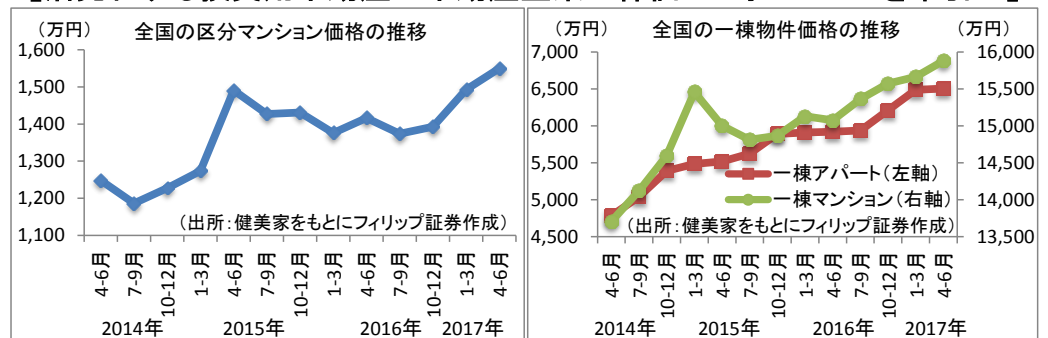 (万円)
全国の区分マンション価格の推移
1,600
1,500
1,400
1,300
1,200
1,100
(出所:健美家をもとにフィリップ証券作成)
4-6月
7-9月
10-12月
1-3月
4-6月
7-9月
10-12月
1-3月
4-6月
7-9月
10-12月
1-3月
4-6月
2014年
2015年
2016年
2017年
(万円)
全国の一棟物件価格の推移
(万円)
7,000
6,500
6,000
5,500
5,000
4,500
16,000
15,500
15,000
14,500
14,000
13,500
一棟アパート(左軸)
一棟マンション(右軸)
(出所:健美家をもとにフィリップ証券作成)
4-6月
7-9月
10-12月
1-3月
4-6月
7-9月
10-12月
1-3月
4-6月
7-9月
10-12月
1-3月
4-6月
2014年
2015年
2016年
2017年